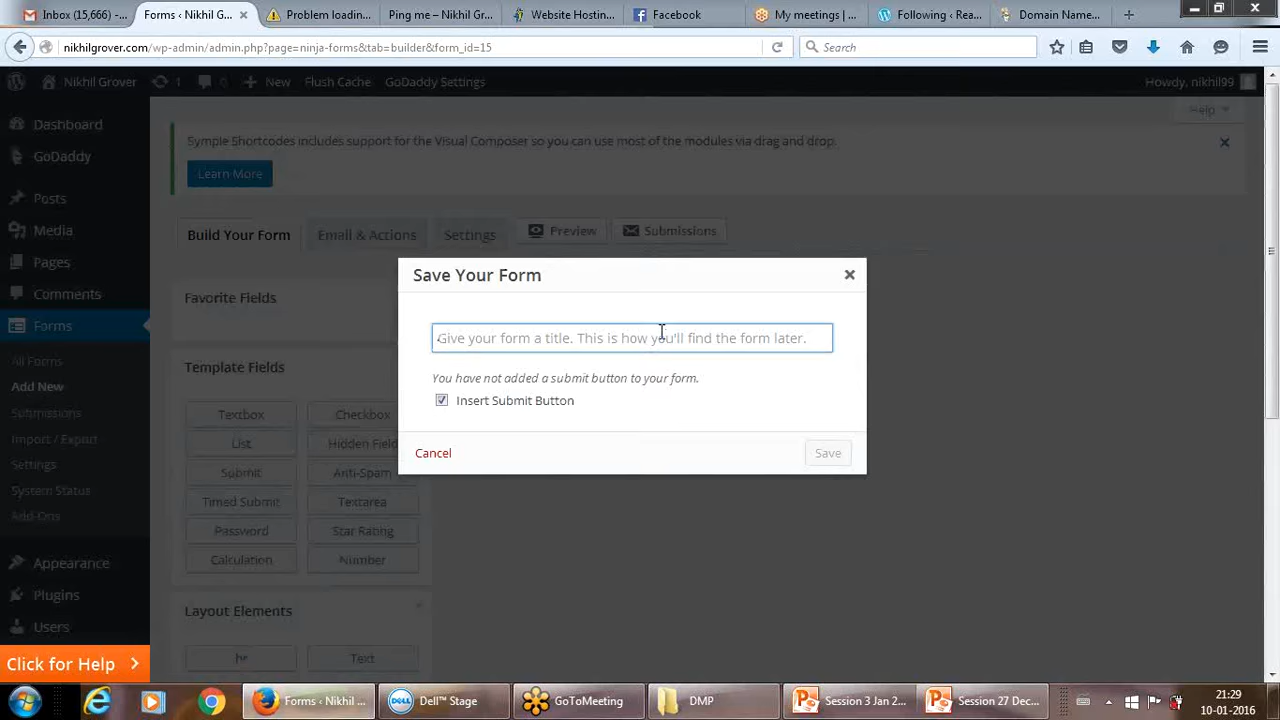 Inbox (15,666) - ...
Forms ‹ Nikhil Gro...
Problem loadin...
Ping me – Nikhil G...
Website Hostin...
Facebook
My meetings | ...
Following ‹ Rea...
Domain Name...
nikhilgrover.com/wp-admin/admin.php?page=ninja-forms&tab=builder&form_id=15
Search
Nikhil Grover
1
0
New
Flush Cache
GoDaddy Settings
Howdy, nikhil99
Help
Dashboard
GoDaddy
Posts
Media
Pages
Comments
Forms
All Forms
Add New
Submissions
Import / Export
Settings
System Status
Add-Ons
Appearance
Plugins
Users
Click for Help
Symple Shortcodes includes support for the Visual Composer so you can use most of the modules via drag and drop.
Learn More
Build Your Form
Email & Actions
Settings
Preview
Submissions
Favorite Fields
Template Fields
Textbox
Checkbox
List
Hidden Field
Submit
Anti-Spam
Timed Submit
Textarea
Password
Star Rating
Calculation
Number
Layout Elements
hr
Text
Save Your Form
Give your form a title. This is how you'll find the form later.
You have not added a submit button to your form.
Insert Submit Button
Cancel
Save
Forms ‹ Nikhil ...
Dell™ Stage
GoToMeeting
DMP
Session 3 Jan 2...
Session 27 Dec...
21:29
10-01-2016